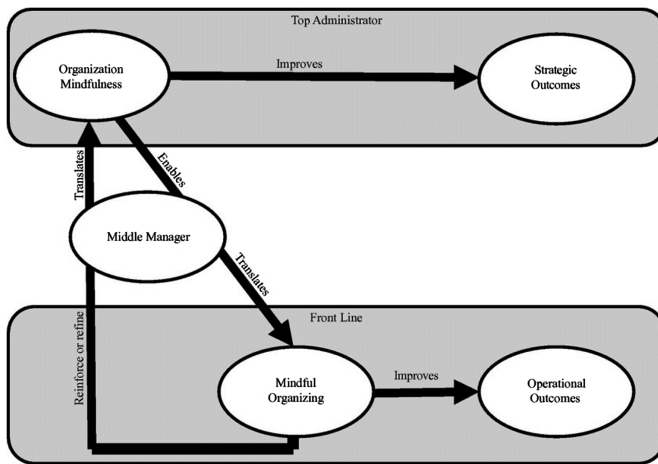 Top Administrator
Organization
Mindfulness
Improves
Strategic
Outcomes
Enables
Translates
Middle Manager
Translates
Reinforce or refine
Front Line
Mindful
Organizing
Improves
Operational
Outcomes